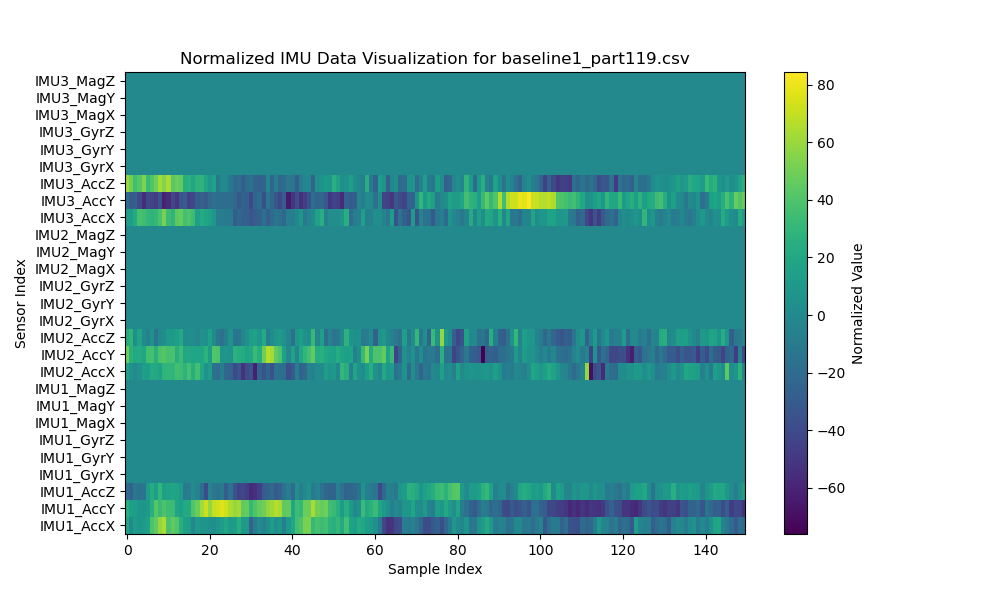 Normalized IMU Data Visualization for baseline1_part119.csv
IMU3_MagZ
IMU3_MagY
IMU3_MagX
IMU3_GyrZ
IMU3_GyrY
IMU3_GyrX
IMU3_AccZ
IMU3_AccY
IMU3_AccX
IMU2_MagZ
IMU2_MagY
IMU2_MagX
IMU2_GyrZ
IMU2_GyrY
IMU2_GyrX
IMU2_AccZ
IMU2_AccY
IMU2_AccX
IMU1_MagZ
IMU1_MagY
IMU1_MagX
IMU1_GyrZ
IMU1_GyrY
IMU1_GyrX
IMU1_AccZ
IMU1_AccY
IMU1_AccX
Sensor Index
0 20 40 60 80 100 120 140
Sample Index
80
60
40
20
0
−20
−40
−60
Normalized Value